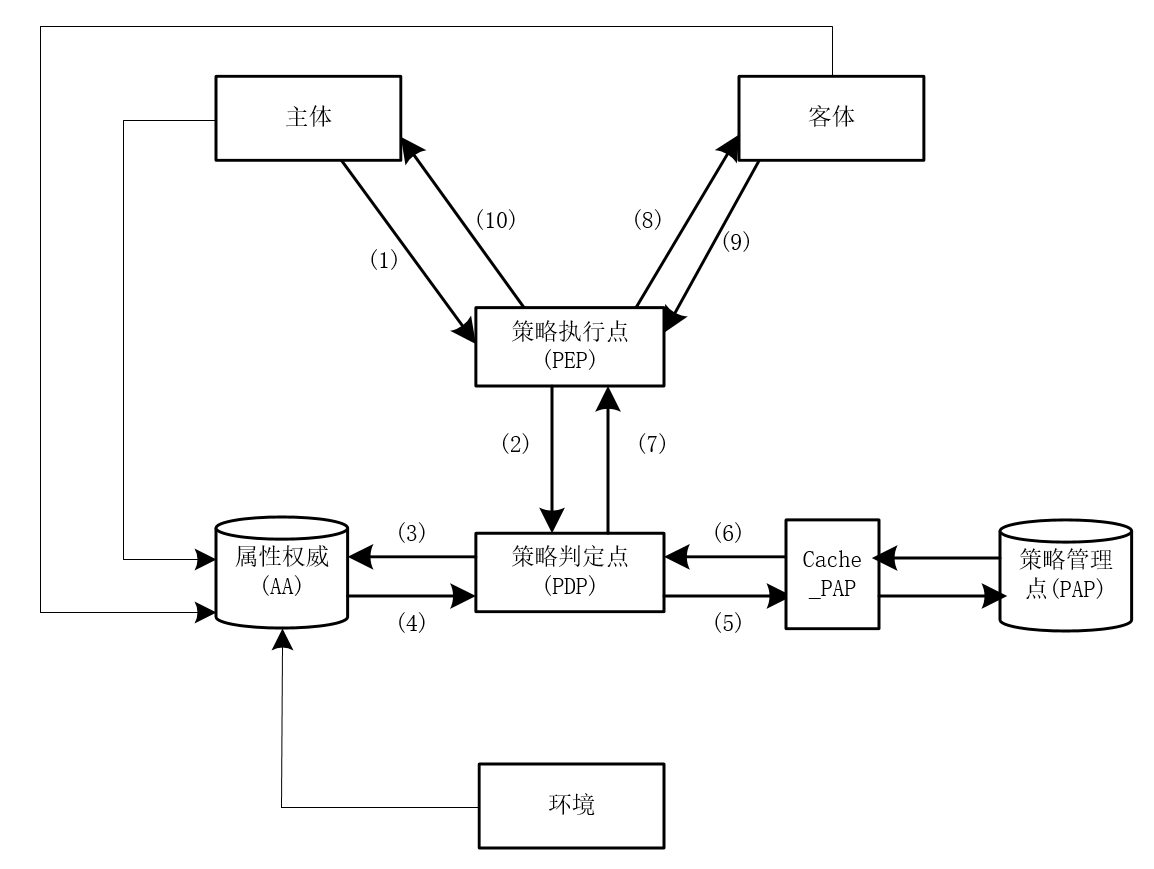 主体
客体
(10)
(8)
(1)
(9)
策略执行点
(PEP)
(2)
(7)
(3)
(6)
属性权威
(AA)
策略判定点
(PDP)
Cache
_PAP
策略管理
点(PAP)
(4)
(5)
环境